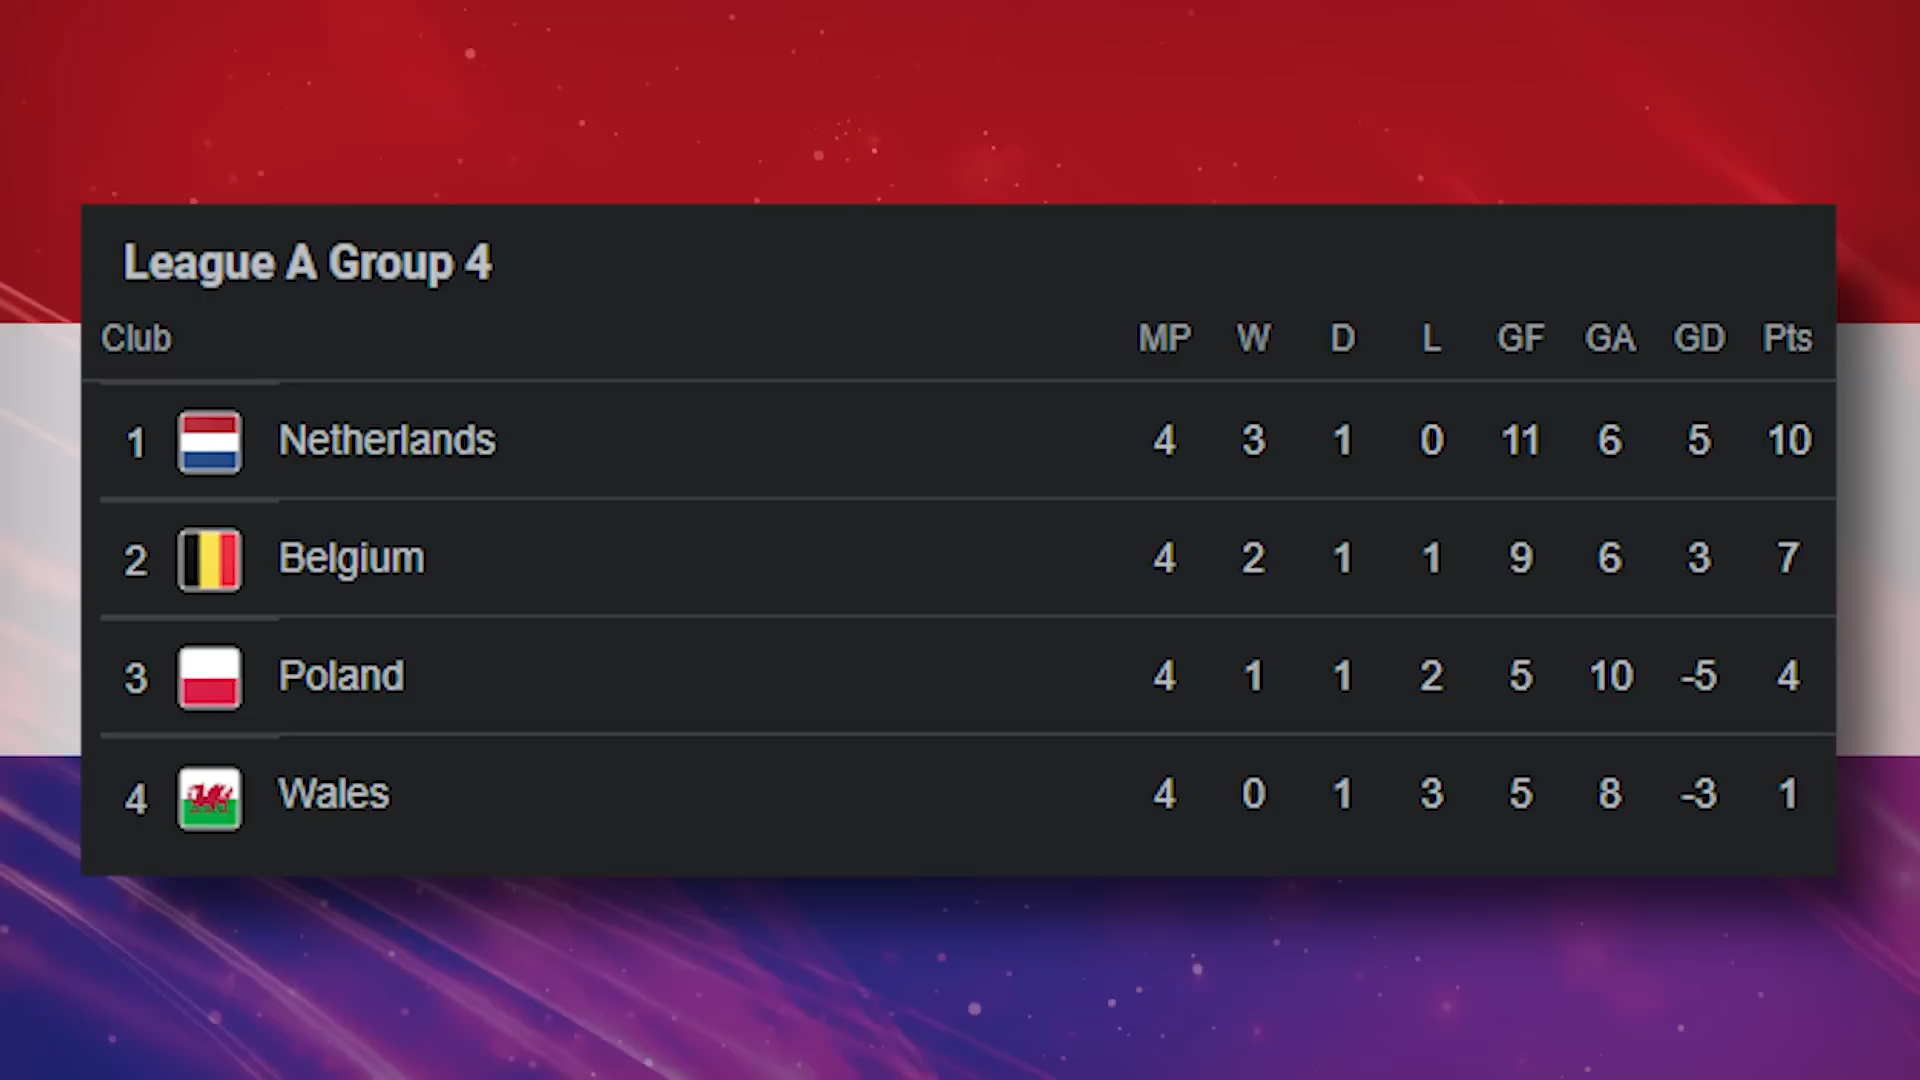 League A Group 4
Club MP W D L GF GA GD Pts
1 Netherlands 4 3 1 0 11 6 5 10
2 Belgium 4 2 1 1 9 6 3 7
3 Poland 4 1 1 2 5 10 -5 4
4 Wales 4 0 1 3 5 8 -3 1